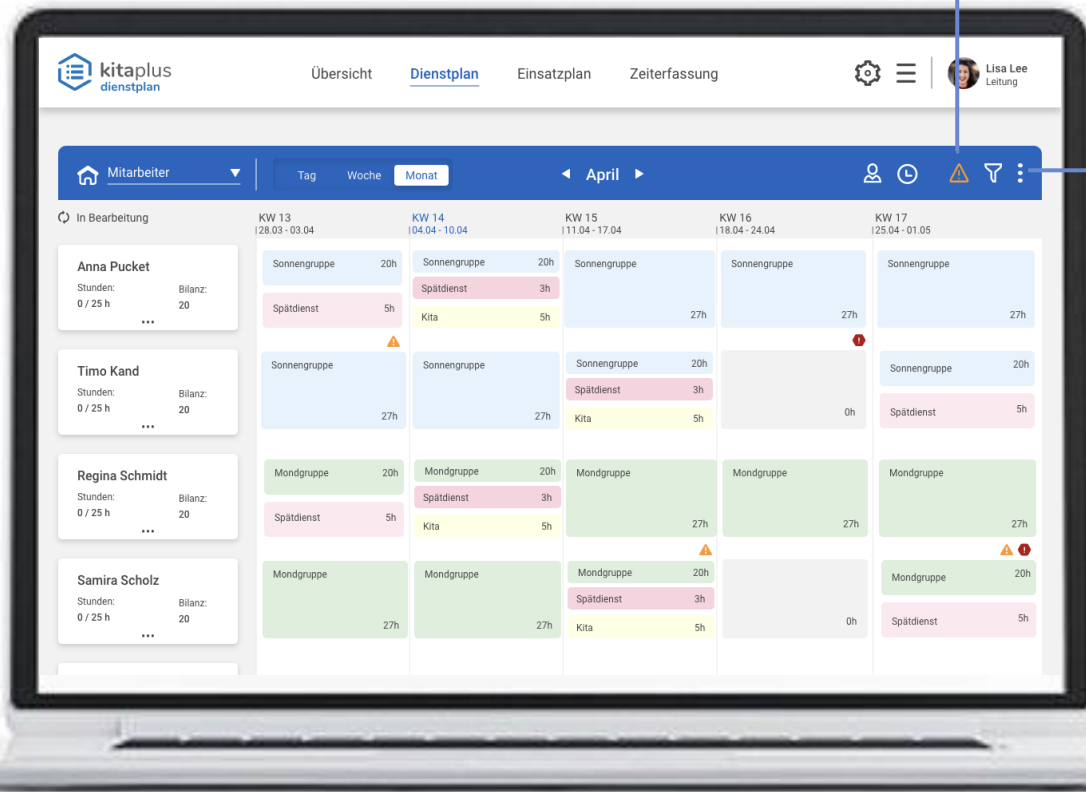 kitaplus
dienstplan
Übersicht Dienstplan Einsatzplan Zeiterfassung
Lisa Lee
Leitung
Mitarbeiter
Tag Woche Monat
April
In Bearbeitung
KW 13
28.03 - 03.04
KW 14
04.04 - 10.04
KW 15
11.04 - 17.04
KW 16
18.04 - 24.04
KW 17
25.04 - 01.05
Anna Pucket
Stunden: Bilanz:
0 / 25 h 20
...
Sonnengruppe 20h
Spätdienst 5h
Sonnengruppe 20h
Spätdienst 3h
Kita 5h
Sonnengruppe
27h
Sonnengruppe
27h
Sonnengruppe
27h
Timo Kand
Stunden: Bilanz:
0 / 25 h 20
...
Sonnengruppe
27h
Sonnengruppe
27h
Sonnengruppe 20h
Spätdienst 3h
Kita 5h
0h
Sonnengruppe 20h
Spätdienst 5h
Regina Schmidt
Stunden: Bilanz:
0 / 25 h 20
...
Mondgruppe 20h
Spätdienst 5h
Mondgruppe 20h
Spätdienst 3h
Kita 5h
Mondgruppe
27h
Mondgruppe
27h
Mondgruppe
27h
Samira Scholz
Stunden: Bilanz:
0 / 25 h 20
...
Mondgruppe
27h
Mondgruppe
27h
Mondgruppe 20h
Spätdienst 3h
Kita 5h
0h
Mondgruppe 20h
Spätdienst 5h